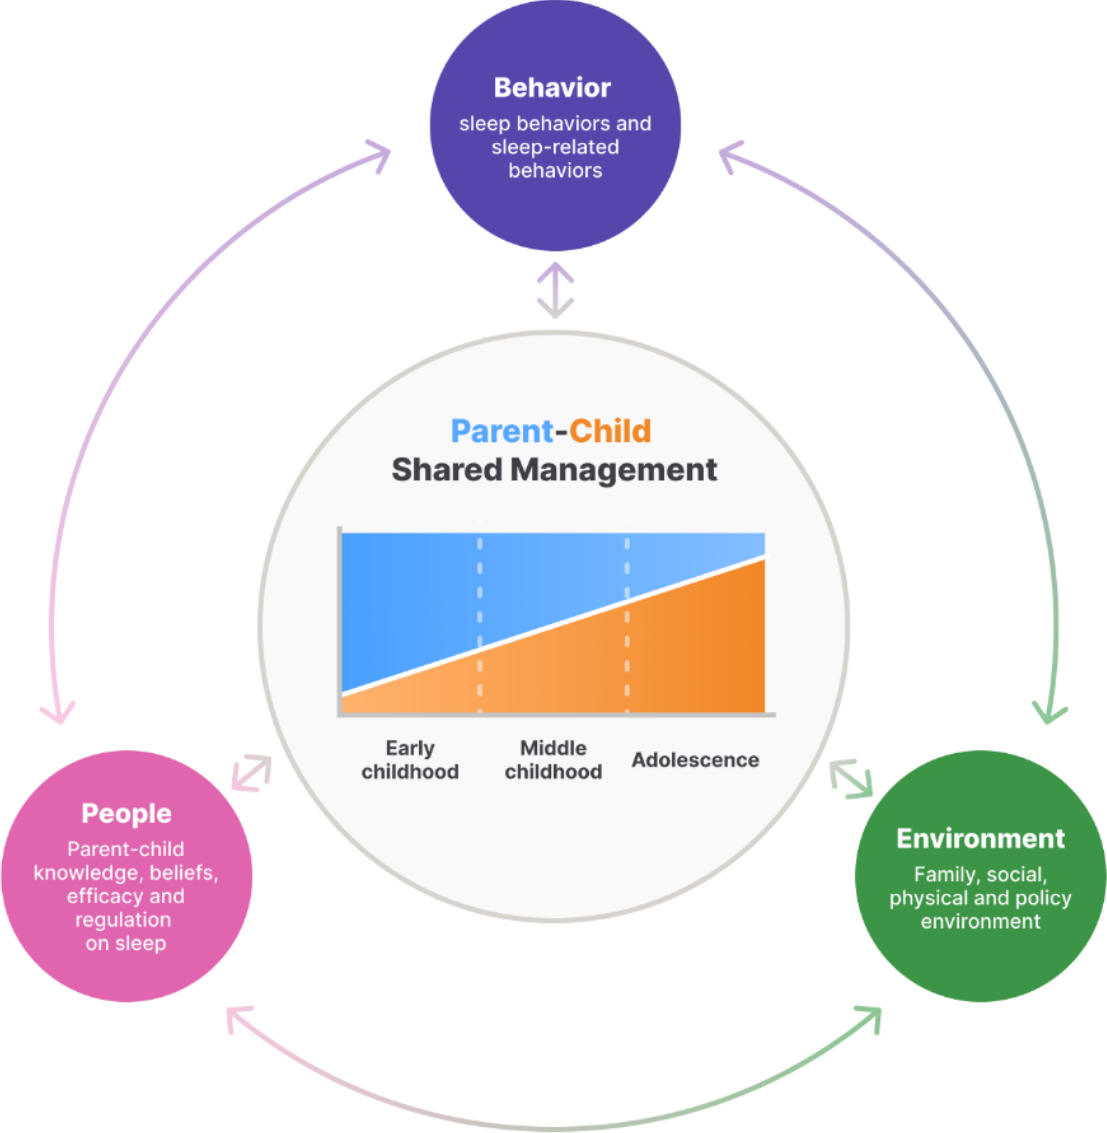 Behavior
sleep behaviors and
sleep-related
behaviors
Parent-Child
Shared Management
Early
childhood
Middle
childhood
Adolescence
People
Parent-child
knowledge, beliefs,
efficacy and
regulation
on sleep
Environment
Family, social,
physical and policy
environment